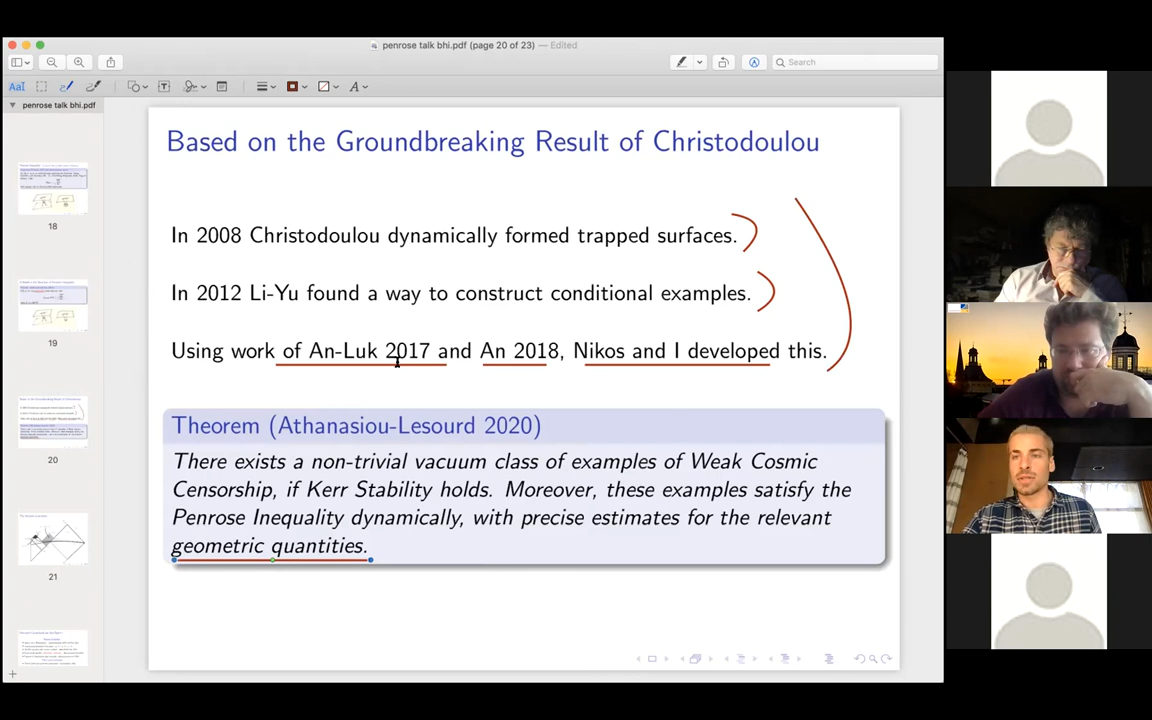 penrose talk bhi.pdf (page 20 of 23) — Edited
Search
penrose talk bhi.pdf
18
19
20
21
Based on the Groundbreaking Result of Christodoulou
In 2008 Christodoulou dynamically formed trapped surfaces.
In 2012 Li-Yu found a way to construct conditional examples.
Using work of An-Luk 2017 and An 2018, Nikos and I developed this.
Theorem (Athanasiou-Lesourd 2020)
There exists a non-trivial vacuum class of examples of Weak Cosmic
Censorship, if Kerr Stability holds. Moreover, these examples satisfy the
Penrose Inequality dynamically, with precise estimates for the relevant
geometric quantities.